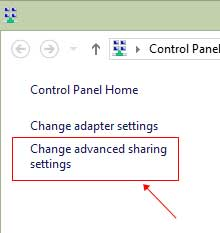 Control Panel
Control Panel Home
Change adapter settings
Change advanced sharing
settings